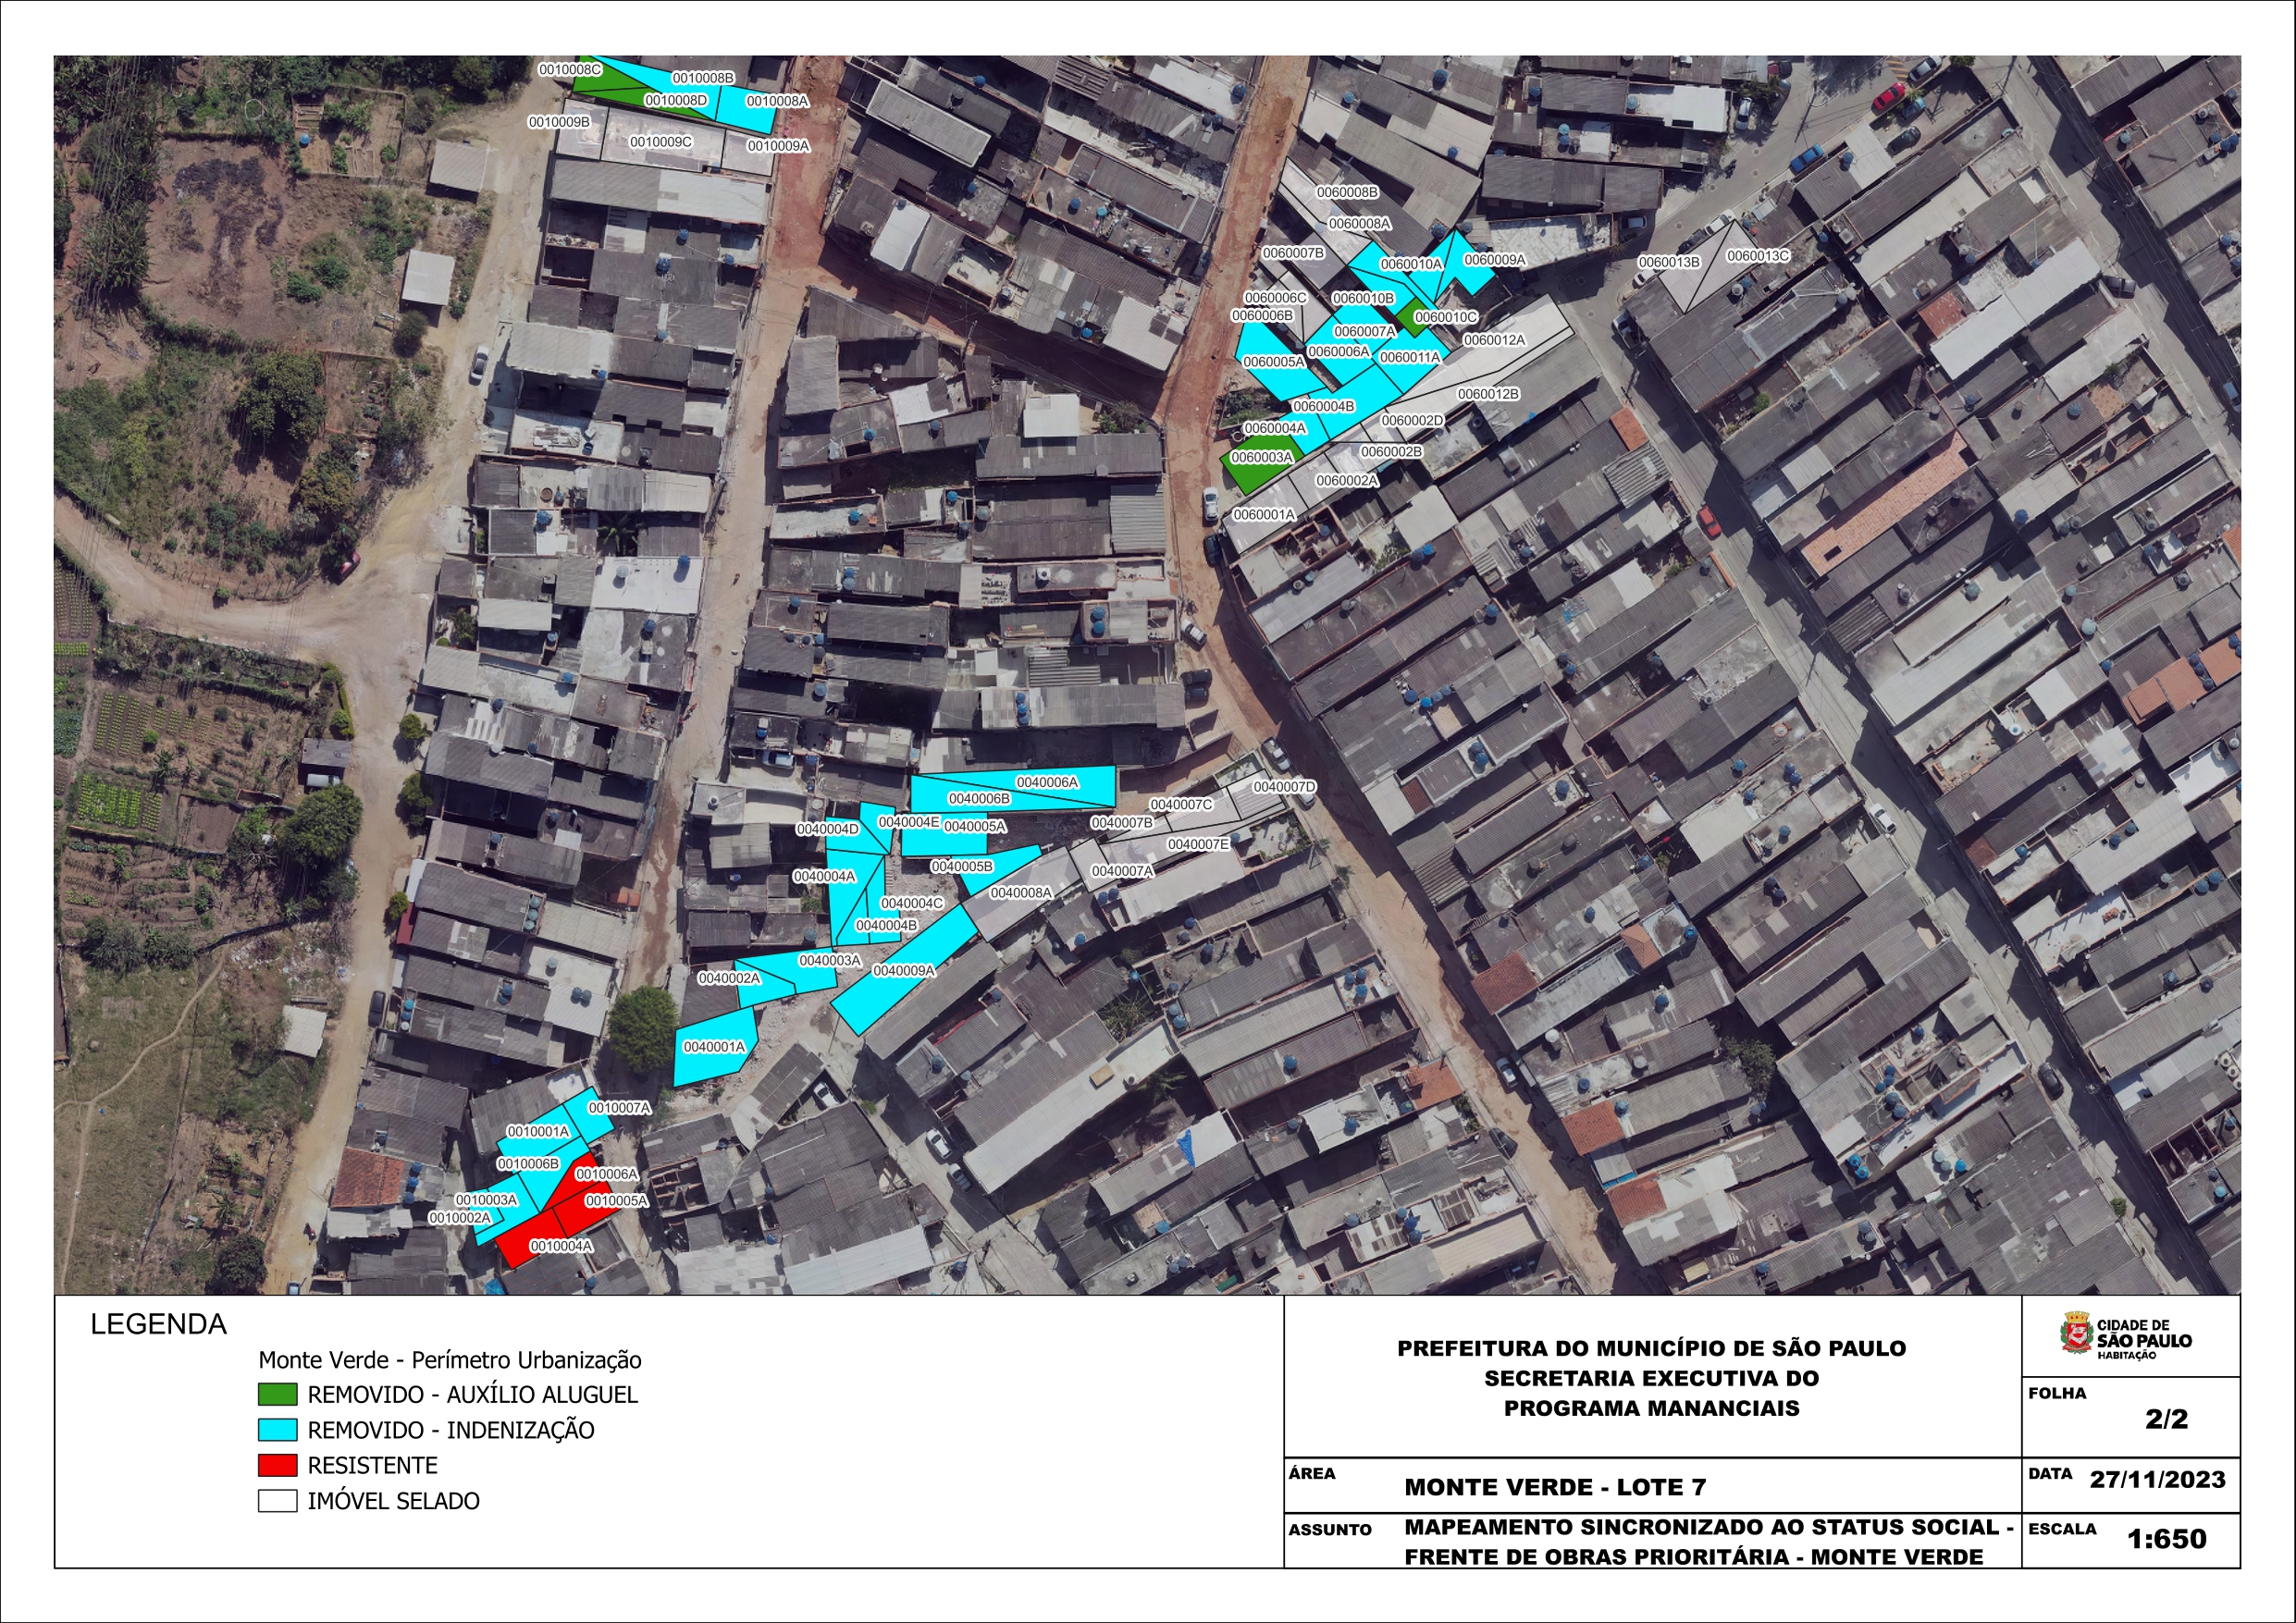 0010008C
0010008B
0010008D
0010008A
0010009B
0010009C
0010009A
0060008B
0060008A
0060007B
0060010A
0060009A
0060013B
0060013C
0060006C
0060010B
0060006B
0060010C
0060007A
0060012A
0060006A
0060011A
0060005A
0060012B
0060004B
0060002D
0060004A
0060002B
0060003A
0060002A
0060001A
0040006A
0040006B
0040007D
0040007C
0040004D
0040004E
0040005A
0040007B
0040007E
0040005B
0040007A
0040004A
0040008A
0040004C
0040004B
0040003A
0040009A
0040002A
0040001A
0010007A
0010001A
0010006B
0010006A
0010003A
0010005A
0010002A
0010004A
LEGENDA
Monte Verde - Perímetro Urbanização
REMOVIDO - AUXÍLIO ALUGUEL
REMOVIDO - INDENIZAÇÃO
RESISTENTE
IMÓVEL SELADO
PREFEITURA DO MUNICÍPIO DE SÃO PAULO
SECRETARIA EXECUTIVA DO
PROGRAMA MANANCIAIS
CIDADE DE
SÃO PAULO
HABITAÇÃO
FOLHA
2/2
ÁREA
MONTE VERDE - LOTE 7
DATA 27/11/2023
ASSUNTO
MAPEAMENTO SINCRONIZADO AO STATUS SOCIAL -
FRENTE DE OBRAS PRIORITÁRIA - MONTE VERDE
ESCALA
1:650